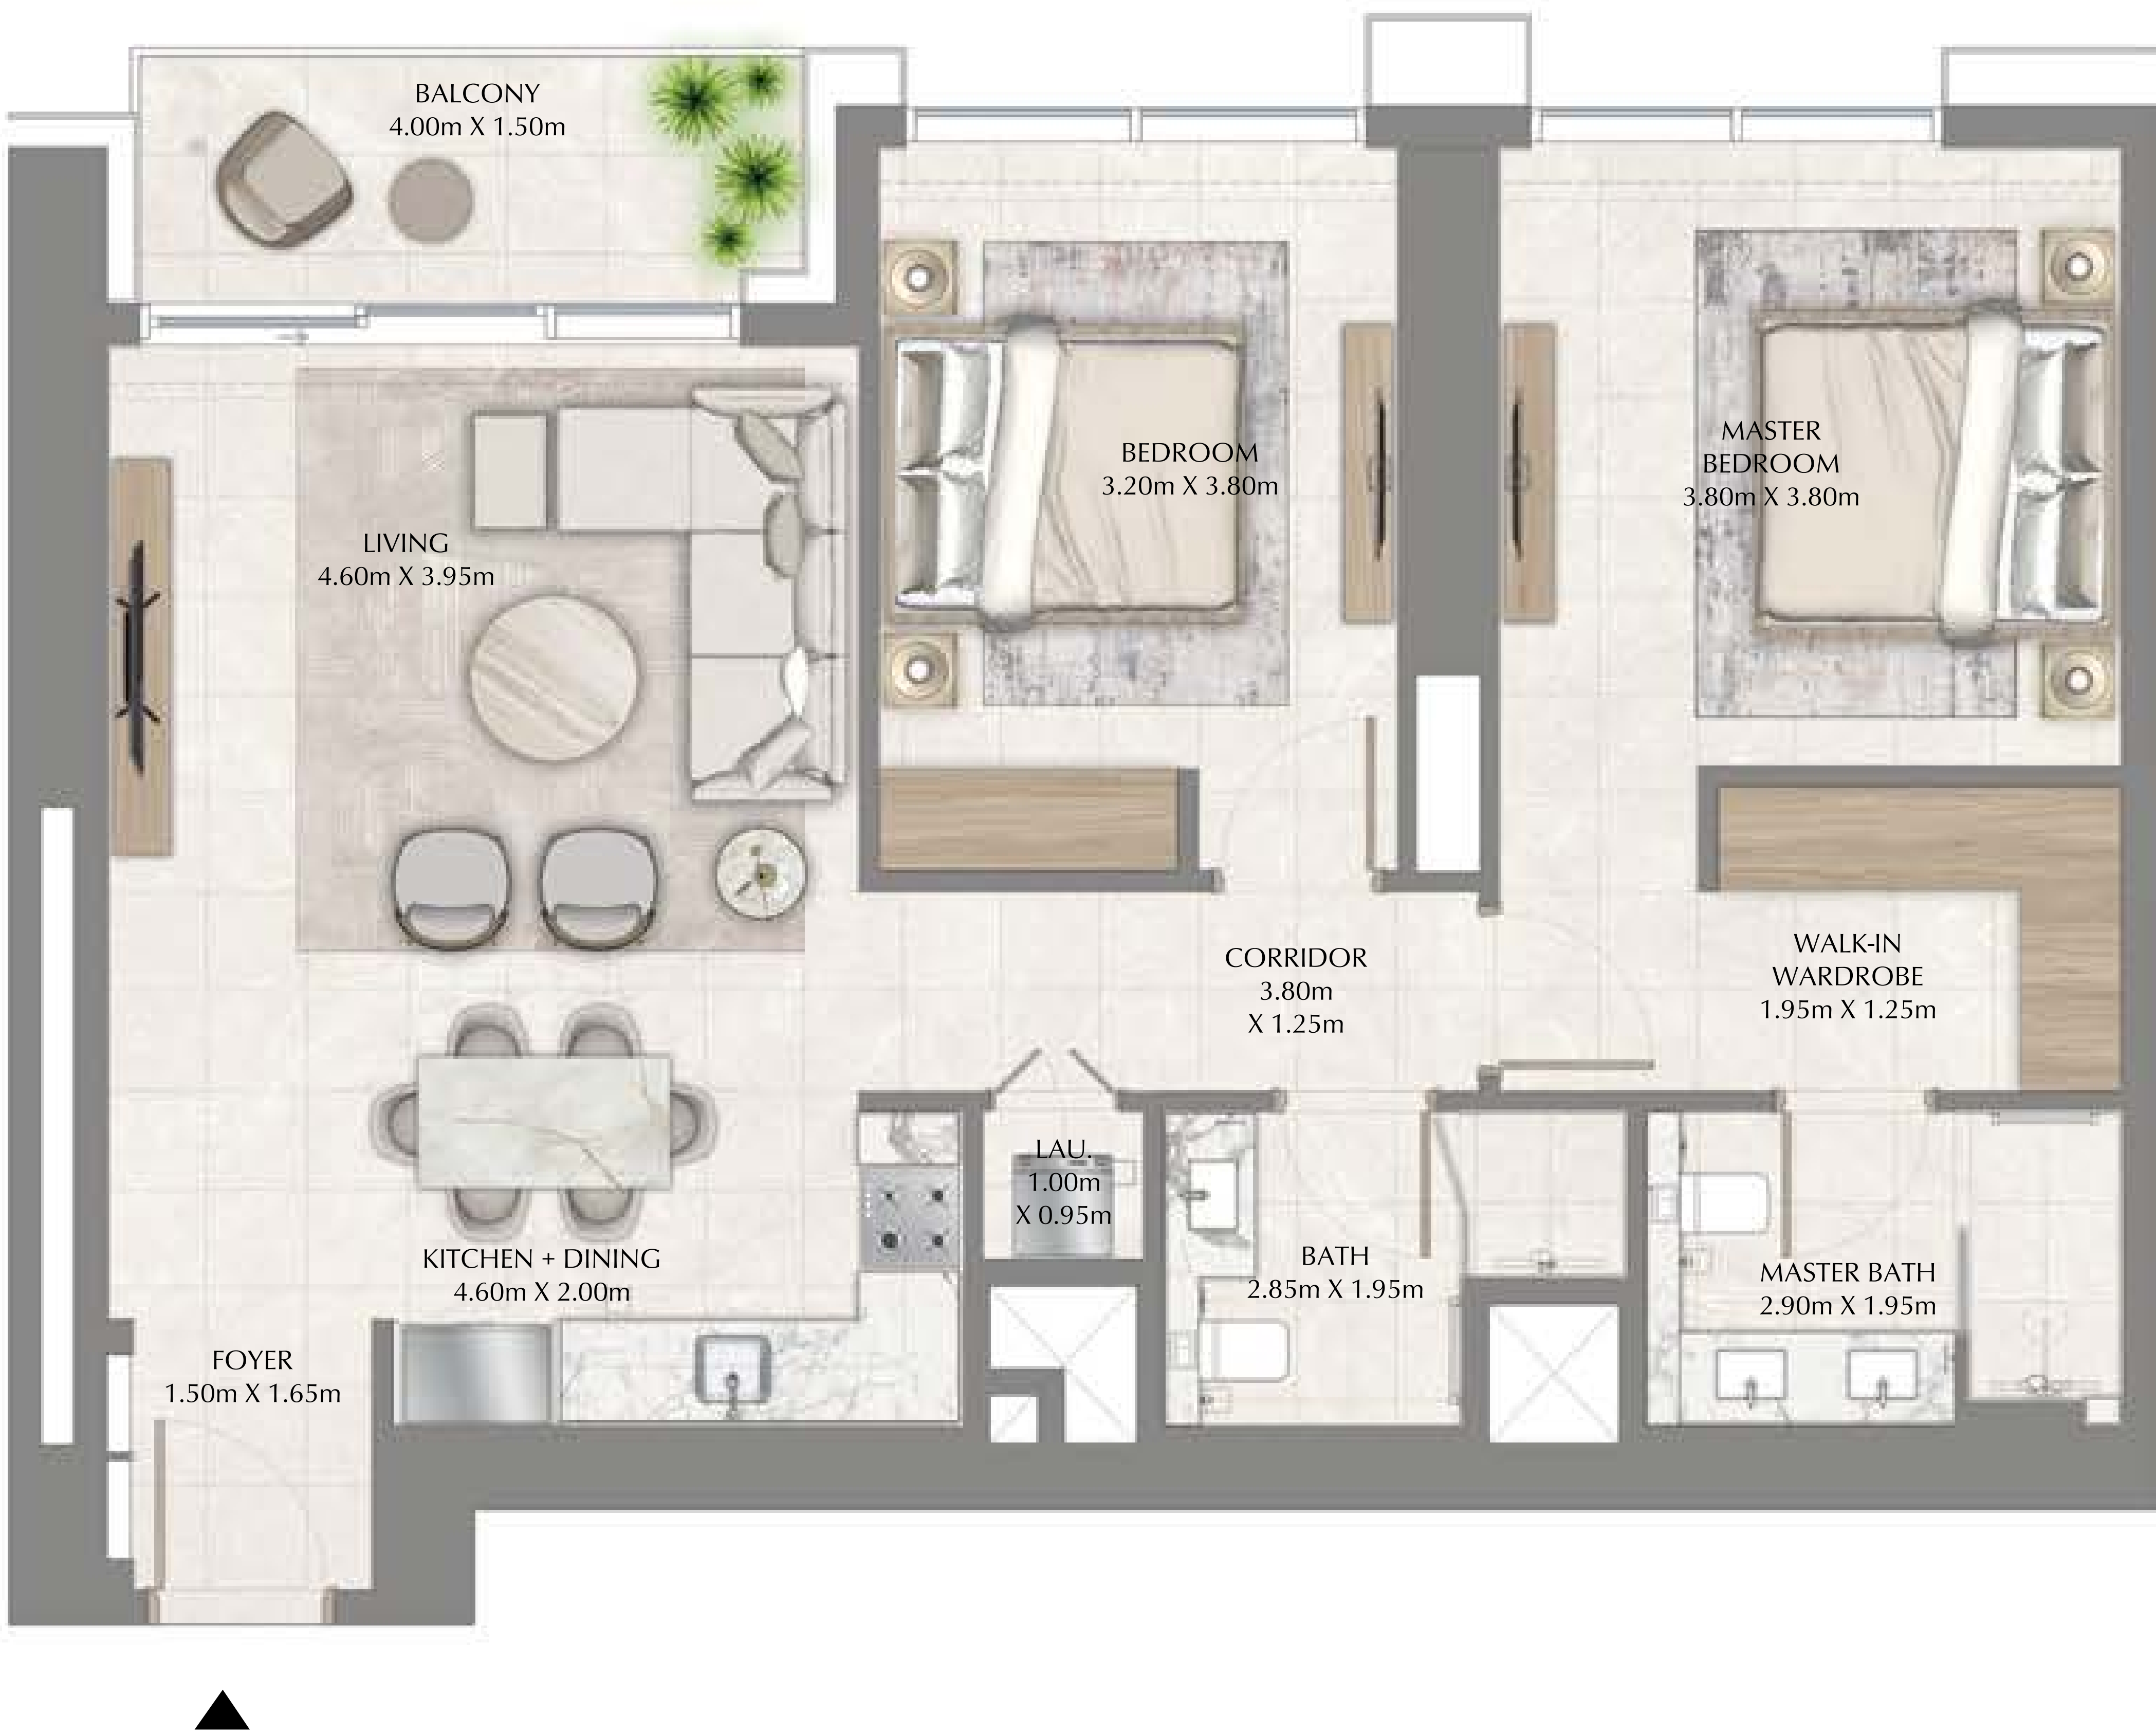 BALCONY
4.00m X 1.50m
BEDROOM
3.20m X 3.80m
MASTER
BEDROOM
3.80m X 3.80m
LIVING
4.60m X 3.95m
CORRIDOR
3.80m
X 1.25m
WALK-IN
WARDROBE
1.95m X 1.25m
LAU.
1.00m
X 0.95m
KITCHEN + DINING
4.60m X 2.00m
BATH
2.85m X 1.95m
MASTER BATH
2.90m X 1.95m
FOYER
1.50m X 1.65m